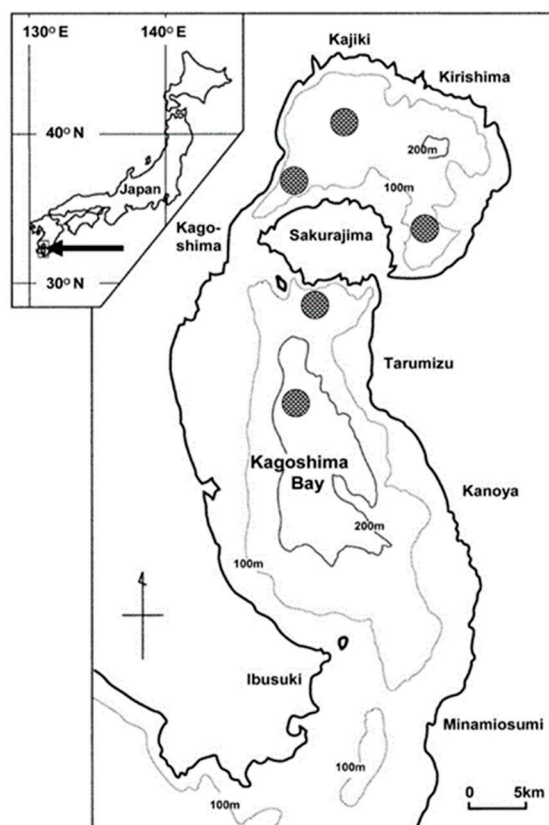 130° E
140° E
40° N
Japan
30° N
Kajiki
Kirishima
200m
100m
Kago-
shima
Sakurajima
Tarumizu
Kagoshima
Bay
Kanoya
200m
100m
Ibusuki
Minamiosumi
100m
100m
0 5km